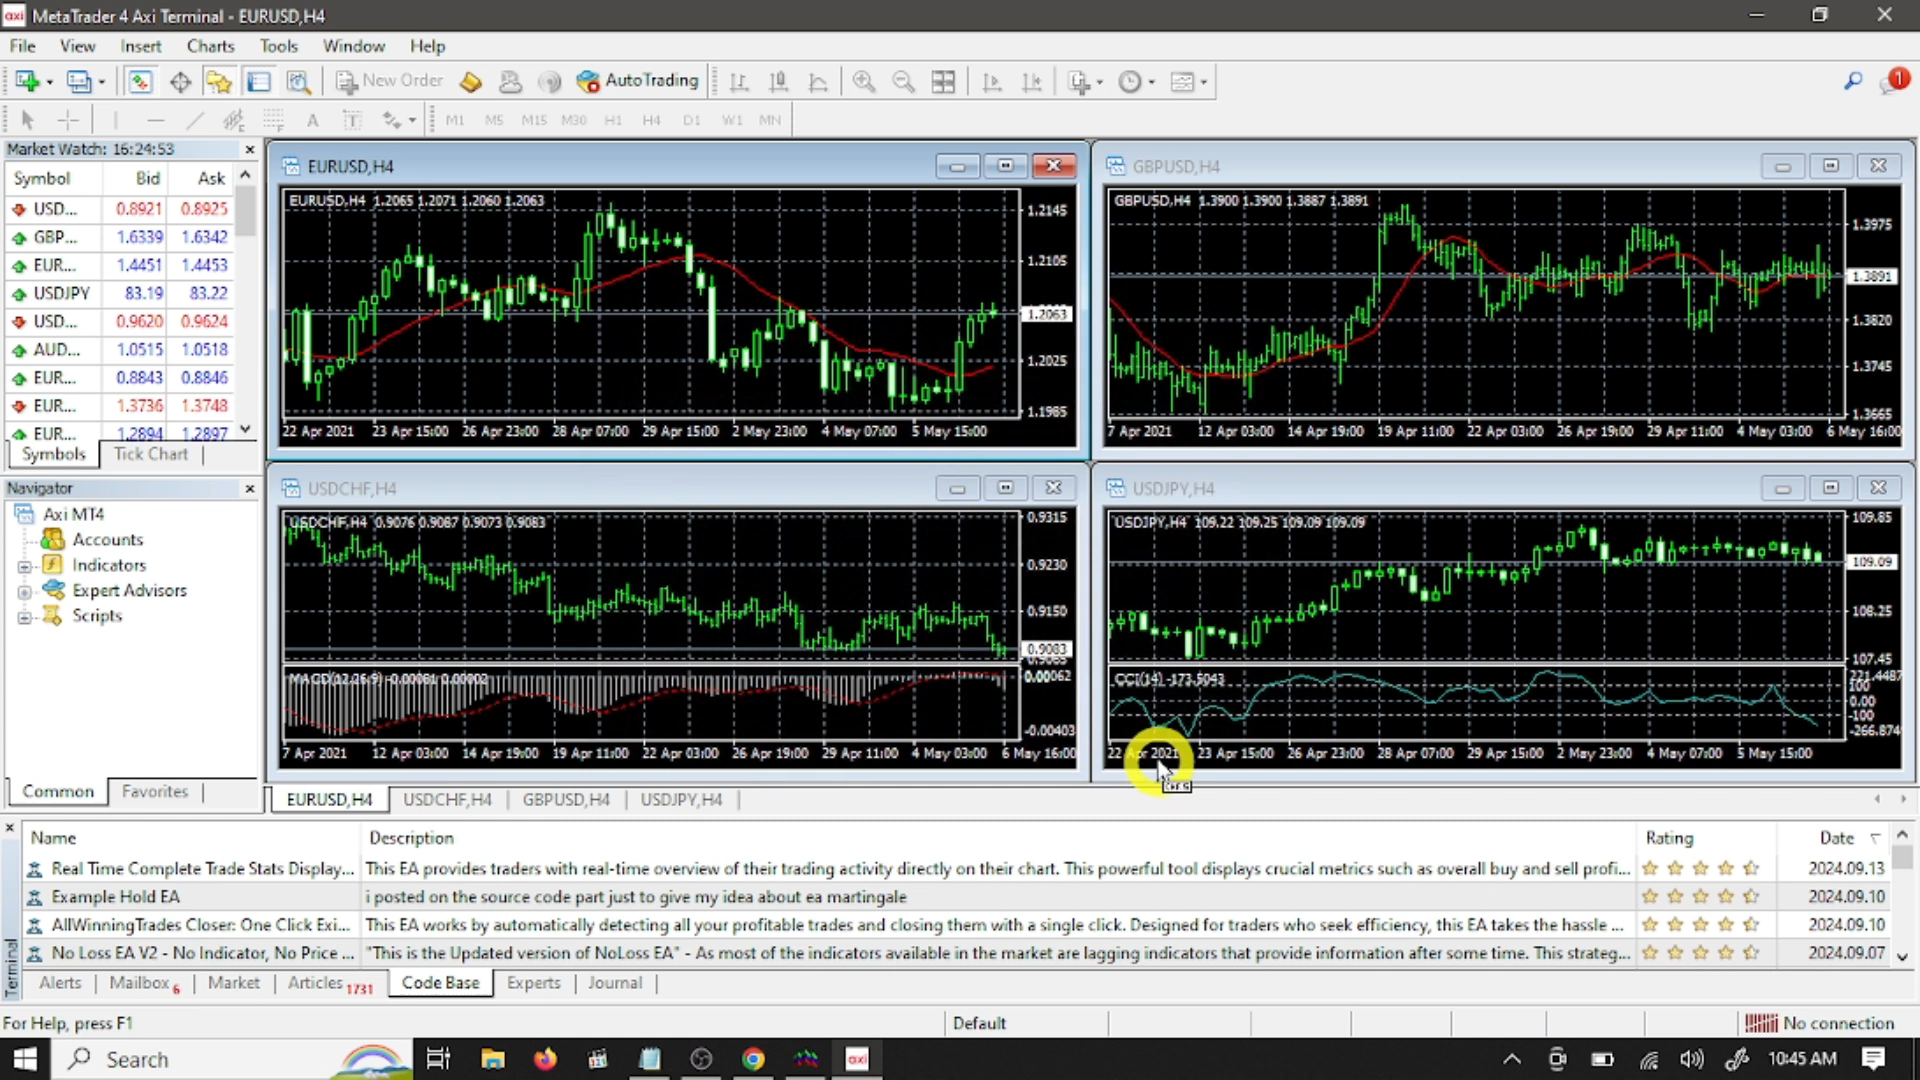 axi MetaTrader 4 Axi Terminal - EURUSD,H4
File View Insert Charts Tools Window Help
New Order AutoTrading 1
A T M1 M5 M15 M30 H1 H4 D1 W1 MN
Market Watch: 16:24:53
Symbol Bid Ask
USD... 0.8921 0.8925
GBP... 1.6339 1.6342
EUR... 1.4451 1.4453
USDJPY 83.19 83.22
USD... 0.9620 0.9624
AUD... 1.0515 1.0518
EUR... 0.8843 0.8846
EUR... 1.3736 1.3748
EUR... 1.2894 1.2897
Symbols Tick Chart
Navigator
Axi MT4
Accounts
Indicators
Expert Advisors
Scripts
Common Favorites
EURUSD,H4
EURUSD,H4 1.2065 1.2071 1.2060 1.2063
1.2145
1.2105
1.2063
1.2025
1.1985
22 Apr 2021 23 Apr 15:00 26 Apr 23:00 28 Apr 07:00 29 Apr 15:00 2 May 23:00 4 May 07:00 5 May 15:00
GBPUSD,H4
GBPUSD,H4 1.3900 1.3900 1.3887 1.3891
1.3975
1.3891
1.3820
1.3745
1.3665
7 Apr 2021 12 Apr 03:00 14 Apr 19:00 19 Apr 11:00 22 Apr 03:00 26 Apr 19:00 29 Apr 11:00 4 May 03:00 6 May 16:00
USDCHF,H4
USDCHF,H4 0.9076 0.9087 0.9073 0.9083
0.9315
0.9230
0.9150
0.9083
MACD(12,26,9) -0.00081 0.00002
0.00062
-0.00403
7 Apr 2021 12 Apr 03:00 14 Apr 19:00 19 Apr 11:00 22 Apr 03:00 26 Apr 19:00 29 Apr 11:00 4 May 03:00 6 May 16:00
USDJPY,H4
USDJPY,H4 109.22 109.25 109.09 109.09
109.85
109.09
108.25
107.45
CCI(14) -173.5043
221.4487
100
0.00
-100
-266.874
22 Apr 2021 23 Apr 15:00 26 Apr 23:00 28 Apr 07:00 29 Apr 15:00 2 May 23:00 4 May 07:00 5 May 15:00
EURUSD,H4 USDCHF,H4 GBPUSD,H4 USDJPY,H4
Name Description Rating Date
Real Time Complete Trade Stats Display... This EA provides traders with real-time overview of their trading activity directly on their chart. This powerful tool displays crucial metrics such as overall buy and sell profi... 2024.09.13
Example Hold EA i posted on the source code part just to give my idea about ea martingale 2024.09.10
AllWinningTrades Closer: One Click Exi... This EA works by automatically detecting all your profitable trades and closing them with a single click. Designed for traders who seek efficiency, this EA takes the hassle ... 2024.09.10
No Loss EA V2 - No Indicator, No Price ... "This is the Updated version of NoLoss EA" - As most of the indicators available in the market are lagging indicators that provide information after some time. This strateg... 2024.09.07
Terminal
Alerts Mailbox 6 Market Articles 1731 Code Base Experts Journal
For Help, press F1 Default No connection
Search axi 10:45 AM